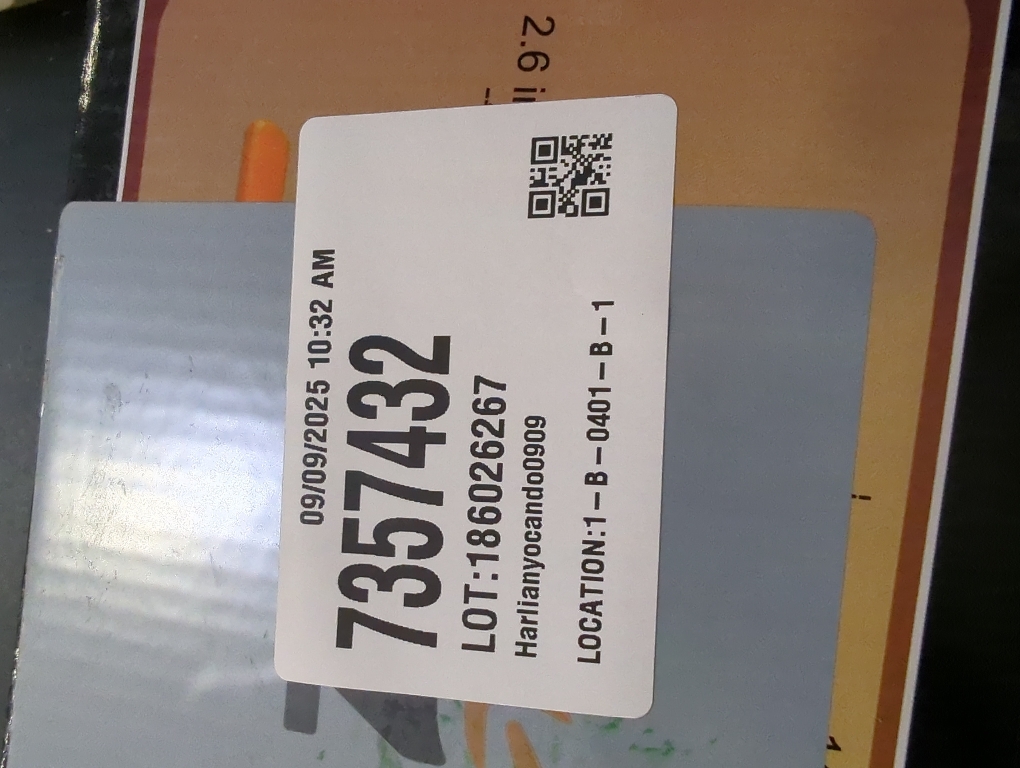 09/09/2025 10:32 AM
7357432
LOT:186026267
Harlianyocando0909
LOCATION:1-B-0401-B-1
2.6